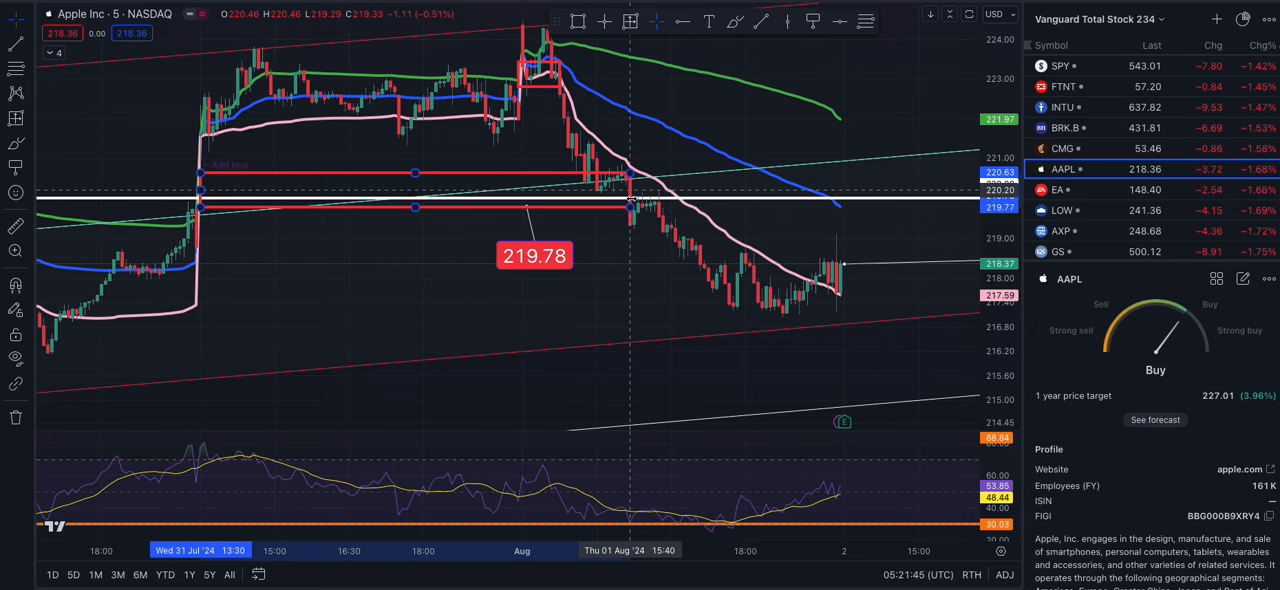 Apple Inc · 5 · NASDAQ
O220.46 H220.46 L219.29 C219.33 −1.11 (−0.51%)
218.36 0.00 218.36
4
USD
Add text
219.78
224.00
223.00
221.97
221.00
220.63
220.20
219.77
219.00
218.37
218.00
217.59
217.40
216.80
216.20
215.60
215.00
214.45
E
88.84
60.00
53.85
48.44
40.00
30.03
20.00
18:00 Wed 31 Jul '24 13:30 15:00 16:30 18:00 Aug Thu 01 Aug '24 15:40 18:00 2 15:00
1D 5D 1M 3M 6M YTD 1Y 5Y All 05:21:45 (UTC) RTH ADJ
Vanguard Total Stock 234
Symbol Last Chg Chg%
SPY 543.01 −7.80 −1.42%
FTNT 57.20 −0.84 −1.45%
INTU 637.82 −9.53 −1.47%
BRK.B 431.81 −6.69 −1.53%
CMG 53.46 −0.86 −1.58%
AAPL 218.36 −3.72 −1.68%
EA 148.40 −2.54 −1.68%
LOW 241.36 −4.15 −1.69%
AXP 248.68 −4.36 −1.72%
GS 500.12 −8.91 −1.75%
AAPL
Sell Buy
Strong sell Strong buy
Buy
1 year price target 227.01 (3.96%)
See forecast
Profile
Website apple.com
Employees (FY) 161 K
ISIN —
FIGI BBG000B9XRY4
Apple, Inc. engages in the design, manufacture, and sale
of smartphones, personal computers, tablets, wearables
and accessories, and other varieties of related services. It
operates through the following geographical segments: